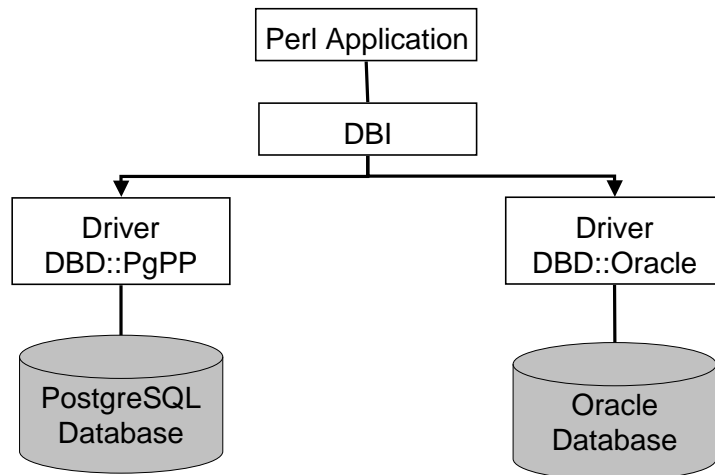 Perl Application
DBI
Driver
DBD::PgPP
Driver
DBD::Oracle
PostgreSQL
Database
Oracle
Database